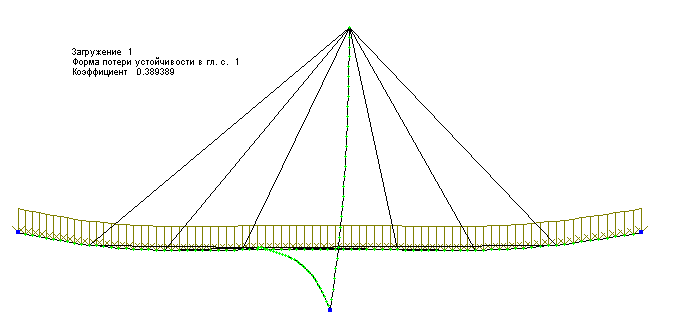 Загружение 1
Форма потери устойчивости в гл. с. 1
Коэффициент 0.389389